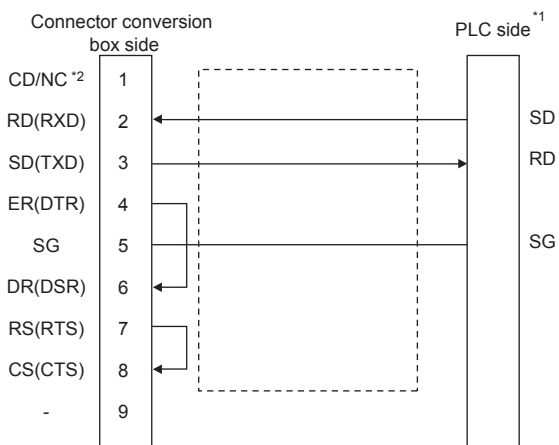 Connector conversion
box side
PLC side *1
CD/NC *2 1
RD(RXD) 2 SD
SD(TXD) 3 RD
ER(DTR) 4
SG 5 SG
DR(DSR) 6
RS(RTS) 7
CS(CTS) 8
- 9